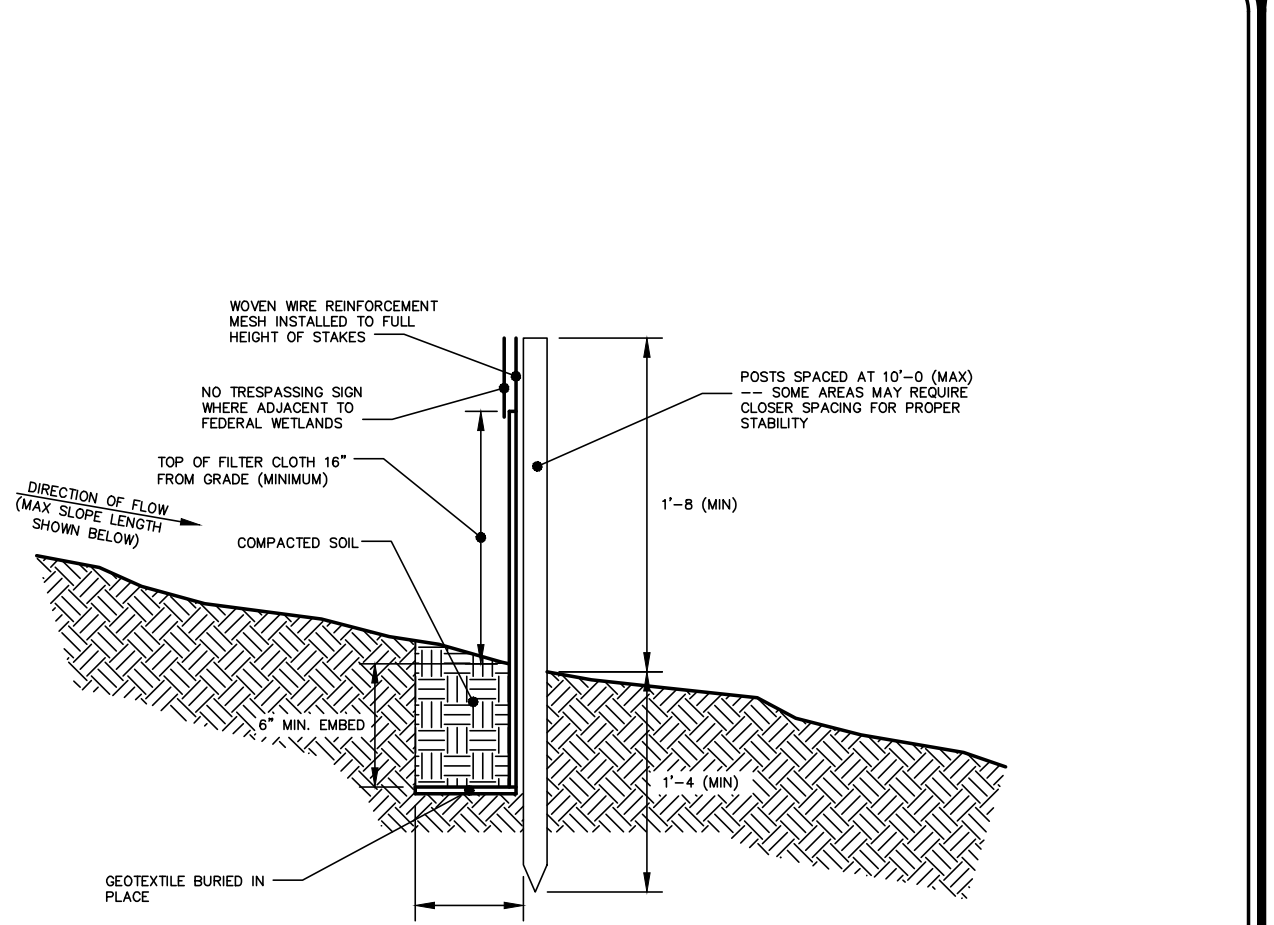 WOVEN WIRE REINFORCEMENT
MESH INSTALLED TO FULL
HEIGHT OF STAKES
NO TRESPASSING SIGN
WHERE ADJACENT TO
FEDERAL WETLANDS
POSTS SPACED AT 10'-0 (MAX)
-- SOME AREAS MAY REQUIRE
CLOSER SPACING FOR PROPER
STABILITY
TOP OF FILTER CLOTH 16"
FROM GRADE (MINIMUM)
DIRECTION OF FLOW
(MAX SLOPE LENGTH
SHOWN BELOW)
1'-8 (MIN)
COMPACTED SOIL
6" MIN. EMBED
1'-4 (MIN)
GEOTEXTILE BURIED IN
PLACE